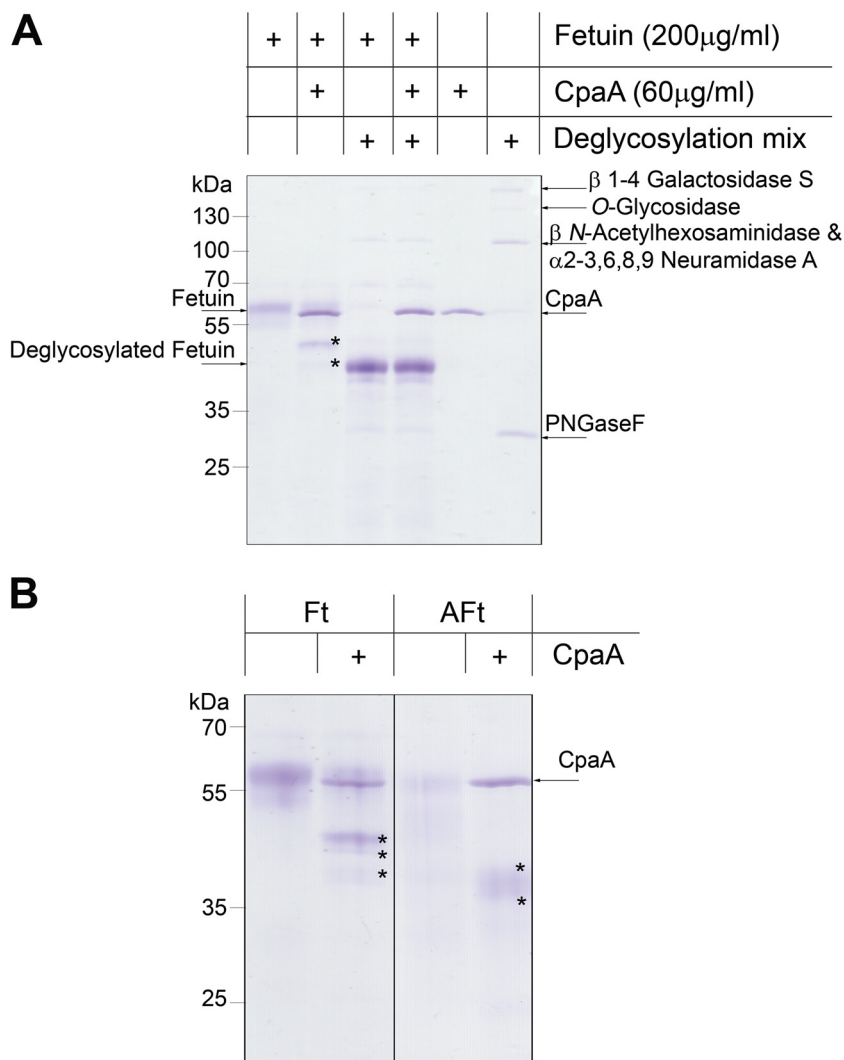 A
+ + + + Fetuin (200µg/ml)
+ + + CpaA (60µg/ml)
+ + + Deglycosylation mix
kDa
β 1-4 Galactosidase S
130
O-Glycosidase
100
β N-Acetylhexosaminidase &
α2-3,6,8,9 Neuramidase A
70
Fetuin
CpaA
55
*
Deglycosylated Fetuin
*
35
PNGaseF
25
B
Ft AFt
+ + CpaA
kDa
70
CpaA
55
*
*
*
*
*
35
25